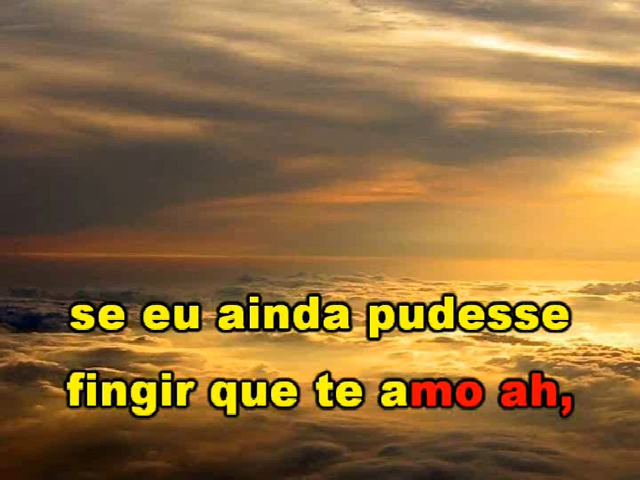 se eu ainda pudesse
fingir que te amo ah,